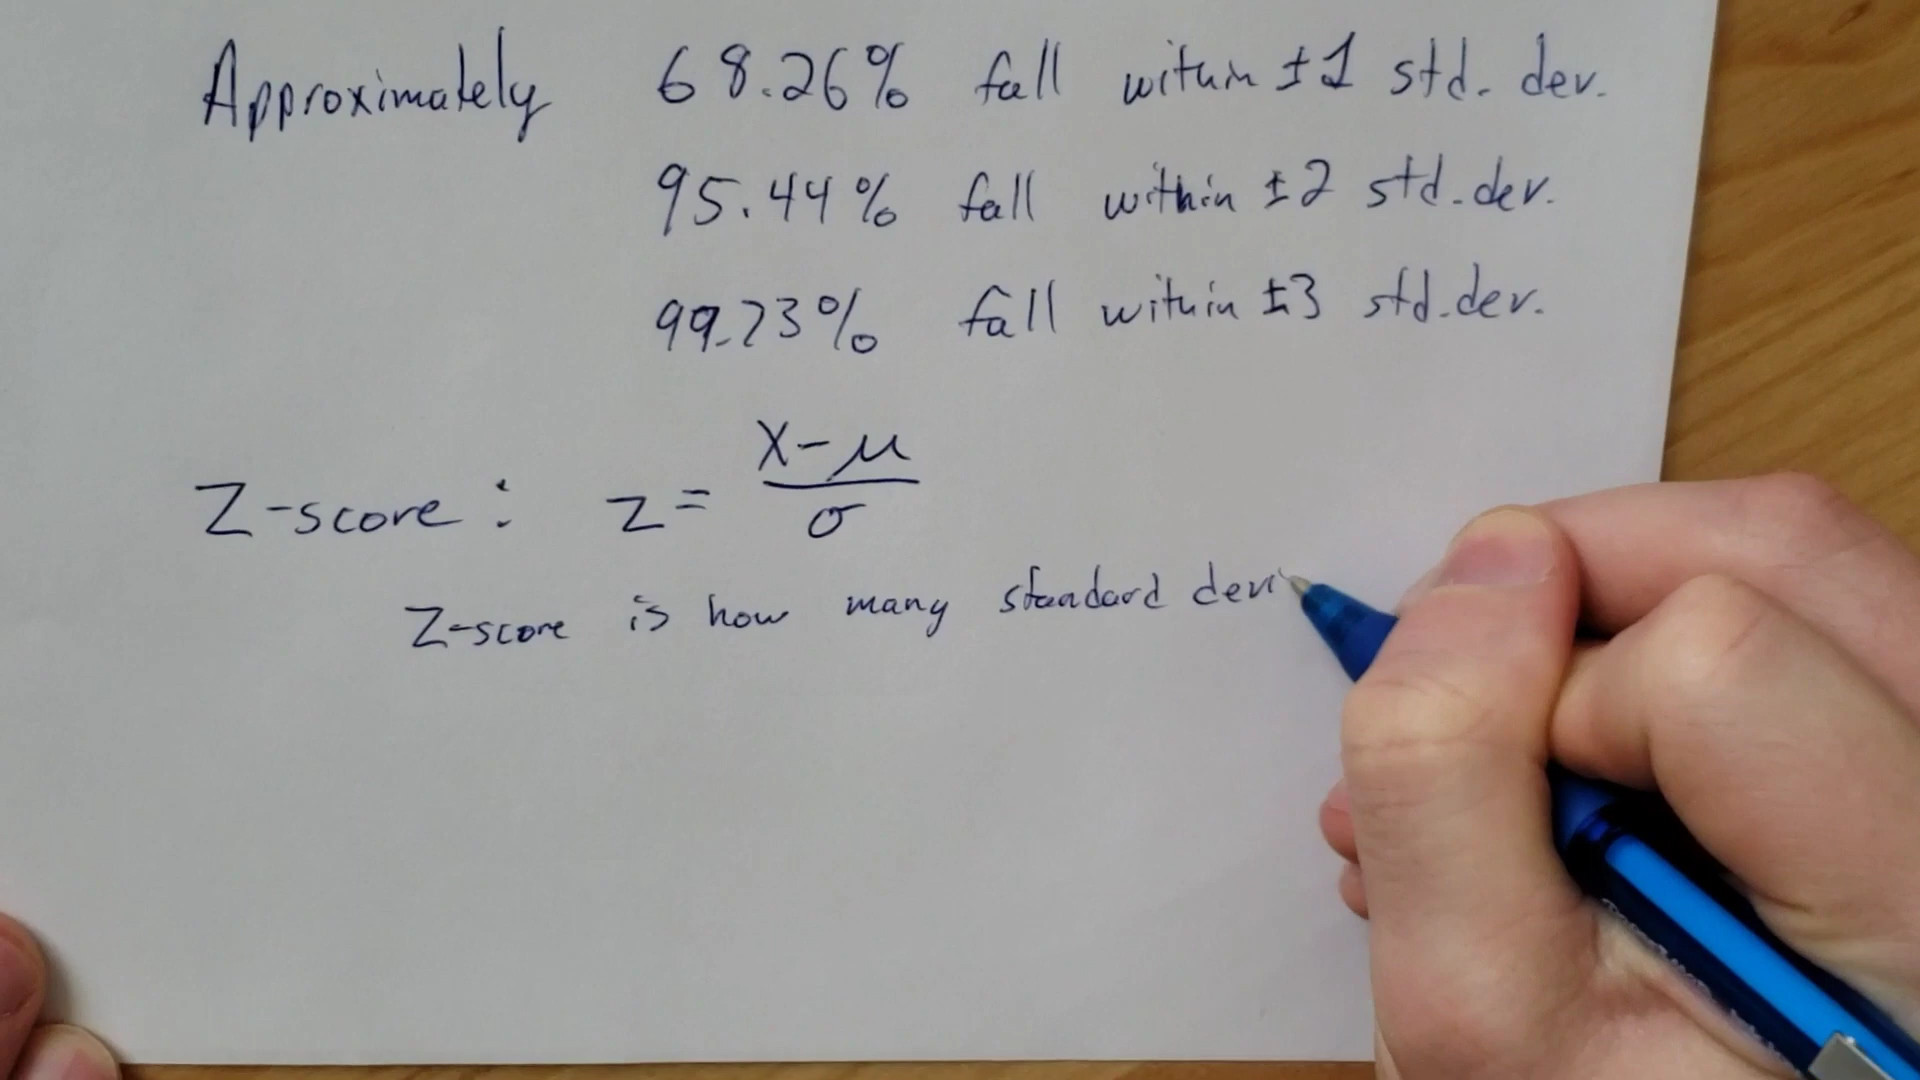 Approximately 68.26% fall within ±1 std. dev.
95.44% fall within ±2 std. dev.
99.73% fall within ±3 std. dev.
Z-score: z = (x-μ)/σ
Z-score is how many standard devi